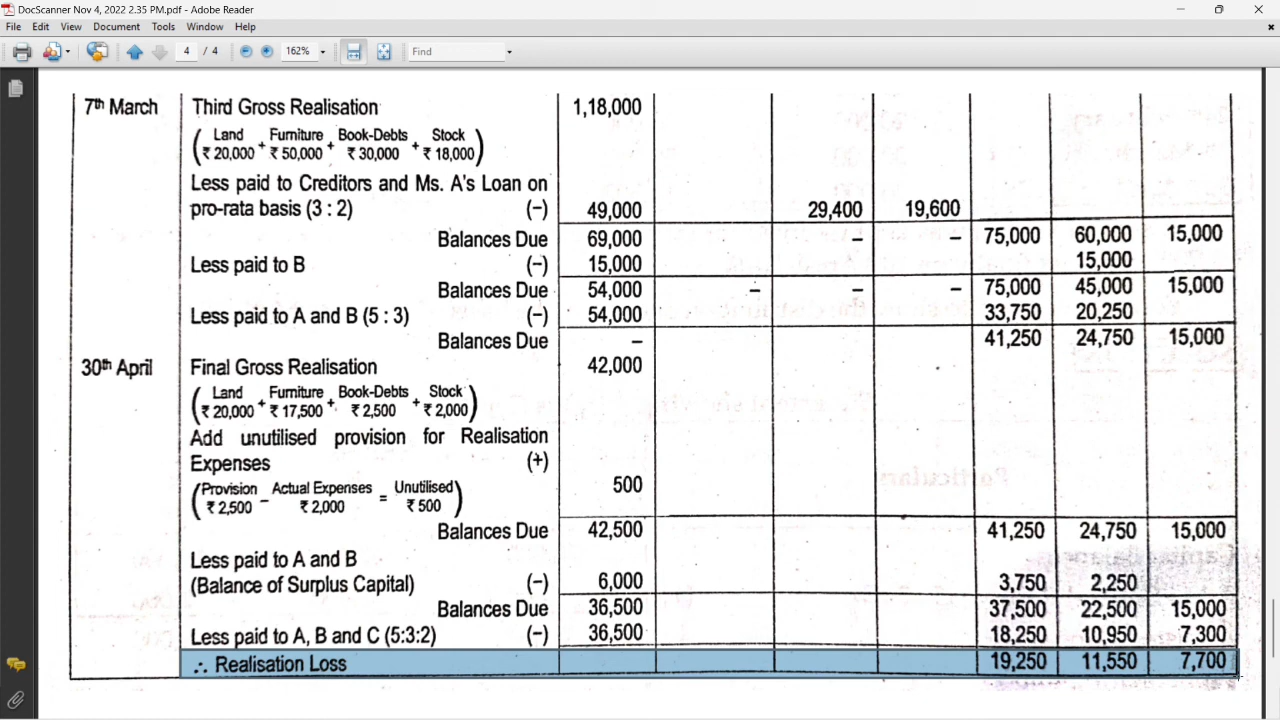 DocScanner Nov 4, 2022 2.35 PM.pdf - Adobe Reader
File Edit View Document Tools Window Help
4 / 4 162% Find
7th March Third Gross Realisation 1,18,000
Land Furniture Book-Debts Stock
(₹ 20,000 + ₹ 50,000 + ₹ 30,000 + ₹ 18,000)
Less paid to Creditors and Ms. A's Loan on
pro-rata basis (3 : 2) (-) 49,000 29,400 19,600
Balances Due 69,000 – – 75,000 60,000 15,000
Less paid to B (-) 15,000 15,000
Balances Due 54,000 – – – 75,000 45,000 15,000
Less paid to A and B (5 : 3) (-) 54,000 33,750 20,250
Balances Due – 41,250 24,750 15,000
30th April Final Gross Realisation 42,000
Land Furniture Book-Debts Stock
(₹ 20,000 + ₹ 17,500 + ₹ 2,500 + ₹ 2,000)
Add unutilised provision for Realisation
Expenses (+)
500
(Provision ₹ 2,500 – Actual Expenses ₹ 2,000 = Unutilised ₹ 500)
Balances Due 42,500 41,250 24,750 15,000
Less paid to A and B
(Balance of Surplus Capital) (-) 6,000 3,750 2,250
Balances Due 36,500 37,500 22,500 15,000
Less paid to A, B and C (5:3:2) (-) 36,500 18,250 10,950 7,300
∴ Realisation Loss 19,250 11,550 7,700